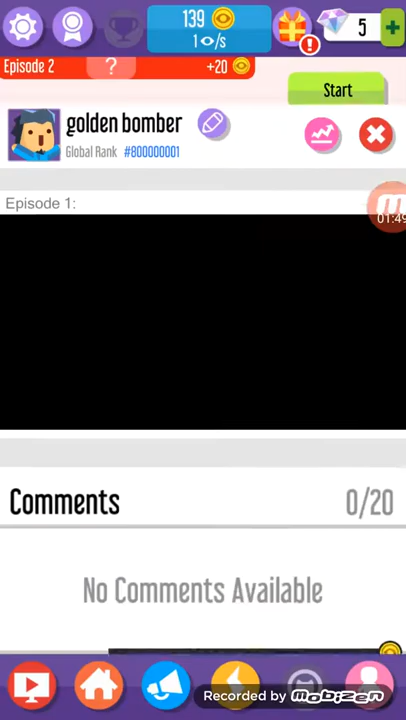 139
5
1 /s
Episode 2
?
+20
Start
golden bomber
Global Rank #800000001
Episode 1:
01:49
Comments
0/20
No Comments Available
Recorded by mobizen